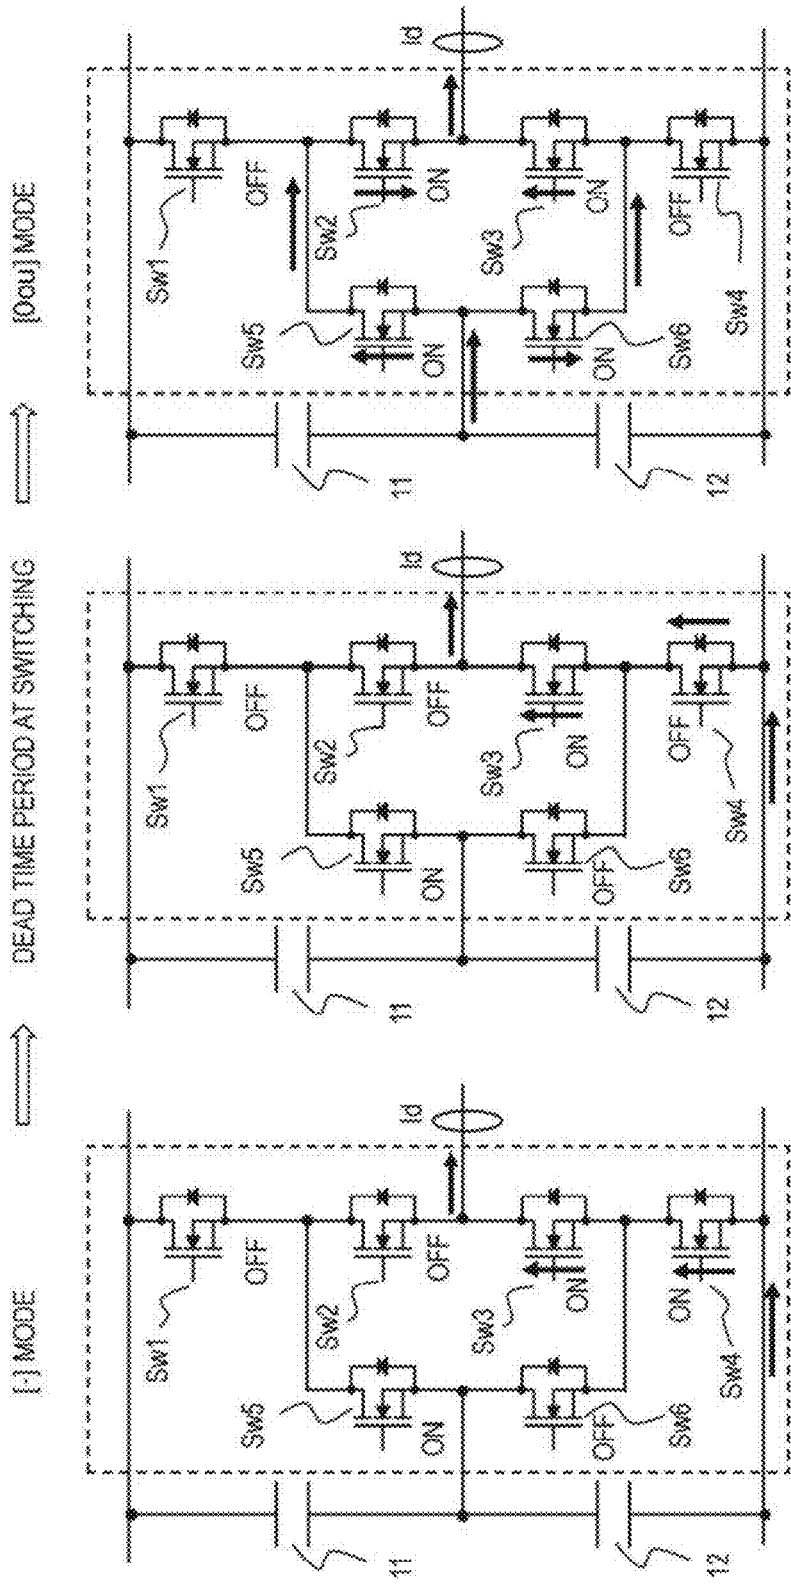 [-] MODE
DEAD TIME PERIOD AT SWITCHING
[0au] MODE
Sw1
OFF
Sw5
ON
Sw2
OFF
Id
11
Sw3
ON
OFF
Sw6
ON
Sw4
12
Sw1
OFF
Sw5
ON
Sw2
OFF
Id
11
Sw3
ON
OFF
Sw6
OFF
Sw4
12
Sw1
OFF
Sw5
ON
Sw2
ON
Id
11
Sw3
ON
ON
Sw6
OFF
Sw4
12